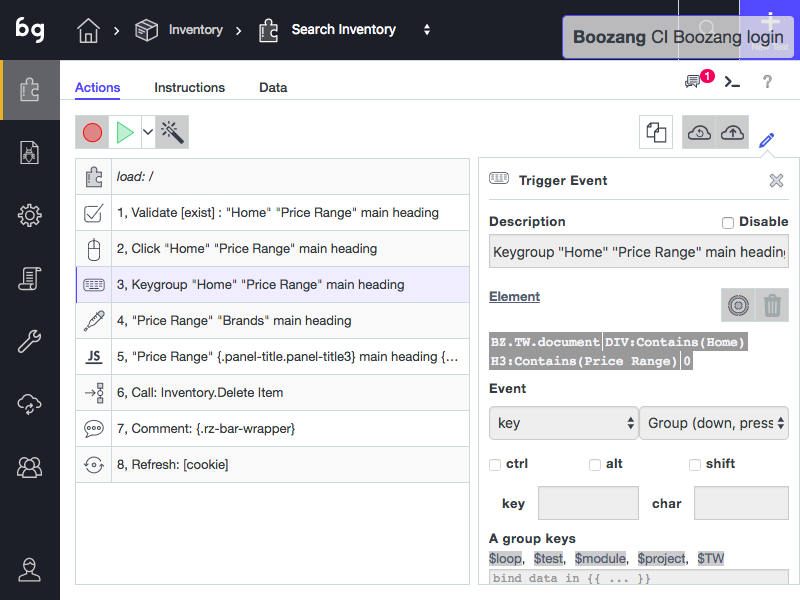 bg
Inventory
Search Inventory
Boozang CI Boozang login
Actions
Instructions
Data
1
?
load: /
1, Validate [exist] : "Home" "Price Range" main heading
2, Click "Home" "Price Range" main heading
3, Keygroup "Home" "Price Range" main heading
4, "Price Range" "Brands" main heading
JS
5, "Price Range" {.panel-title.panel-title3} main heading {...
6, Call: Inventory.Delete Item
7, Comment: {.rz-bar-wrapper}
8, Refresh: [cookie]
Trigger Event
Description
Disable
Keygroup "Home" "Price Range" main heading
Element
BZ.TW.document DIV:Contains(Home)
H3:Contains(Price Range) 0
Event
key
Group (down, press
ctrl
alt
shift
key
char
A group keys
$loop, $test, $module, $project, $TW
bind data in {{ ... }}